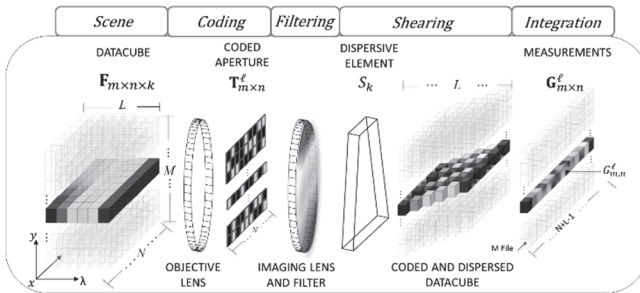 Scene Coding Filtering Shearing Integration
DATACUBE CODED APERTURE DISPERSIVE ELEMENT MEASUREMENTS
F m×n×k T^ℓ m×n S_k ... L ... G^ℓ m×n
L
M
G^ℓ m,n
N
N+L-1
M File
y
x
λ
OBJECTIVE LENS
IMAGING LENS AND FILTER
CODED AND DISPERSED DATACUBE